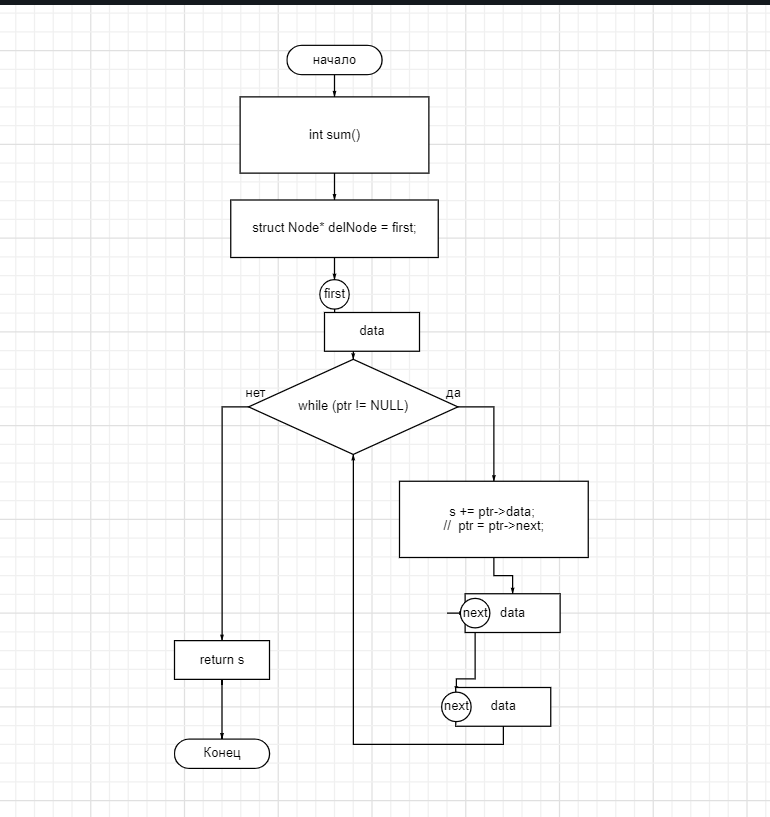 начало
int sum()
struct Node* delNode = first;
first
data
нет
да
while (ptr != NULL)
s += ptr->data;
// ptr = ptr->next;
next
data
return s
next
data
Конец